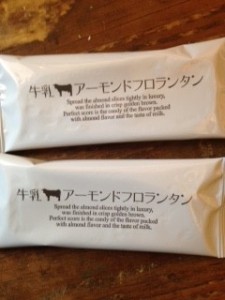 牛乳アーモンドフロランタン
Spread the almond slices tightly in luxury,
was finished in crisp golden brown.
Perfect score is the candy of the flavor packed
with almond flavor and the taste of milk.
牛乳アーモンドフロランタン
Spread the almond slices tightly in luxury,
was finished in crisp golden brown.
Perfect score is the candy of the flavor packed
with almond flavor and the taste of milk.